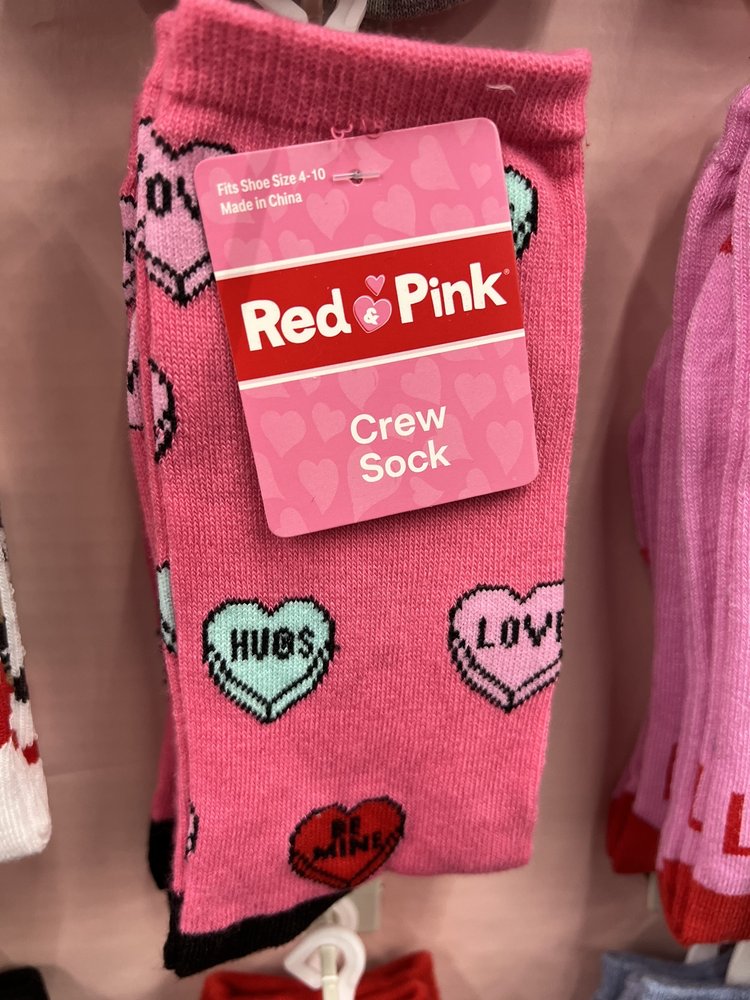 Fits Shoe Size 4-10
Made in China
Red & Pink®
Crew
Sock
HUGS
LOVE
BE
MINE